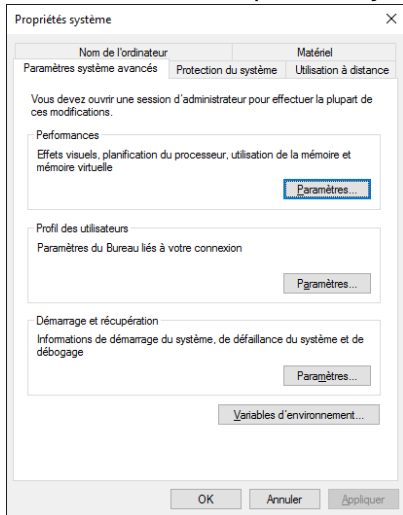 Propriétés système
Nom de l'ordinateur
Matériel
Paramètres système avancés
Protection du système
Utilisation à distance
Vous devez ouvrir une session d'administrateur pour effectuer la plupart de
ces modifications.
Performances
Effets visuels, planification du processeur, utilisation de la mémoire et
mémoire virtuelle
Paramètres...
Profil des utilisateurs
Paramètres du Bureau liés à votre connexion
Paramètres...
Démarrage et récupération
Informations de démarrage du système, de défaillance du système et de
débogage
Paramètres...
Variables d'environnement...
OK
Annuler
Appliquer